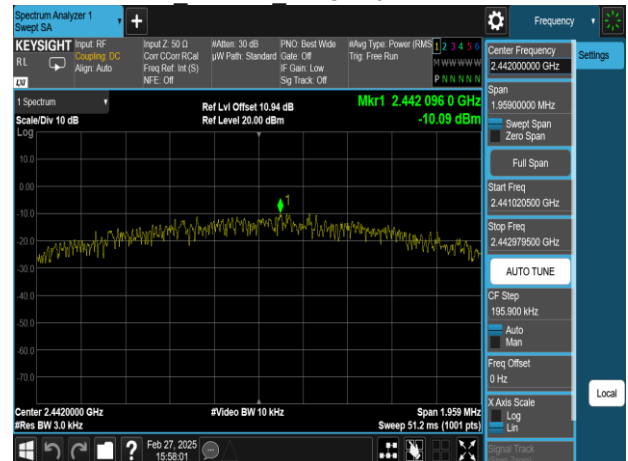 Spectrum Analyzer 1
Swept SA
+
Frequency
KEYSIGHT
RL
Input: RF
Coupling: DC
Align: Auto
Input Z: 50 Ω
Corr CCorr RCal
Freq Ref: Int (S)
NFE: Off
#Atten: 30 dB
µW Path: Standard
PNO: Best Wide
Gate: Off
IF Gain: Low
Sig Track: Off
#Avg Type: Power (RMS
Trig: Free Run
1 2 3 4 5 6
M W W W W W
P N N N N N
1 Spectrum
Scale/Div 10 dB
Log
Ref Lvl Offset 10.94 dB
Ref Level 20.00 dBm
Mkr1 2.442 096 0 GHz
-10.09 dBm
1
10.0
0.00
-10.0
-20.0
-30.0
-40.0
-50.0
-60.0
-70.0
Center 2.4420000 GHz
#Res BW 3.0 kHz
#Video BW 10 kHz
Span 1.959 MHz
Sweep 51.2 ms (1001 pts)
Center Frequency
2.442000000 GHz
Settings
Span
1.95900000 MHz
Swept Span
Zero Span
Full Span
Start Freq
2.441020500 GHz
Stop Freq
2.442979500 GHz
AUTO TUNE
CF Step
195.900 kHz
Auto
Man
Freq Offset
0 Hz
X Axis Scale
Log
Lin
Local
Signal Track
(Span Zoom)
?
Feb 27, 2025
15:58:01